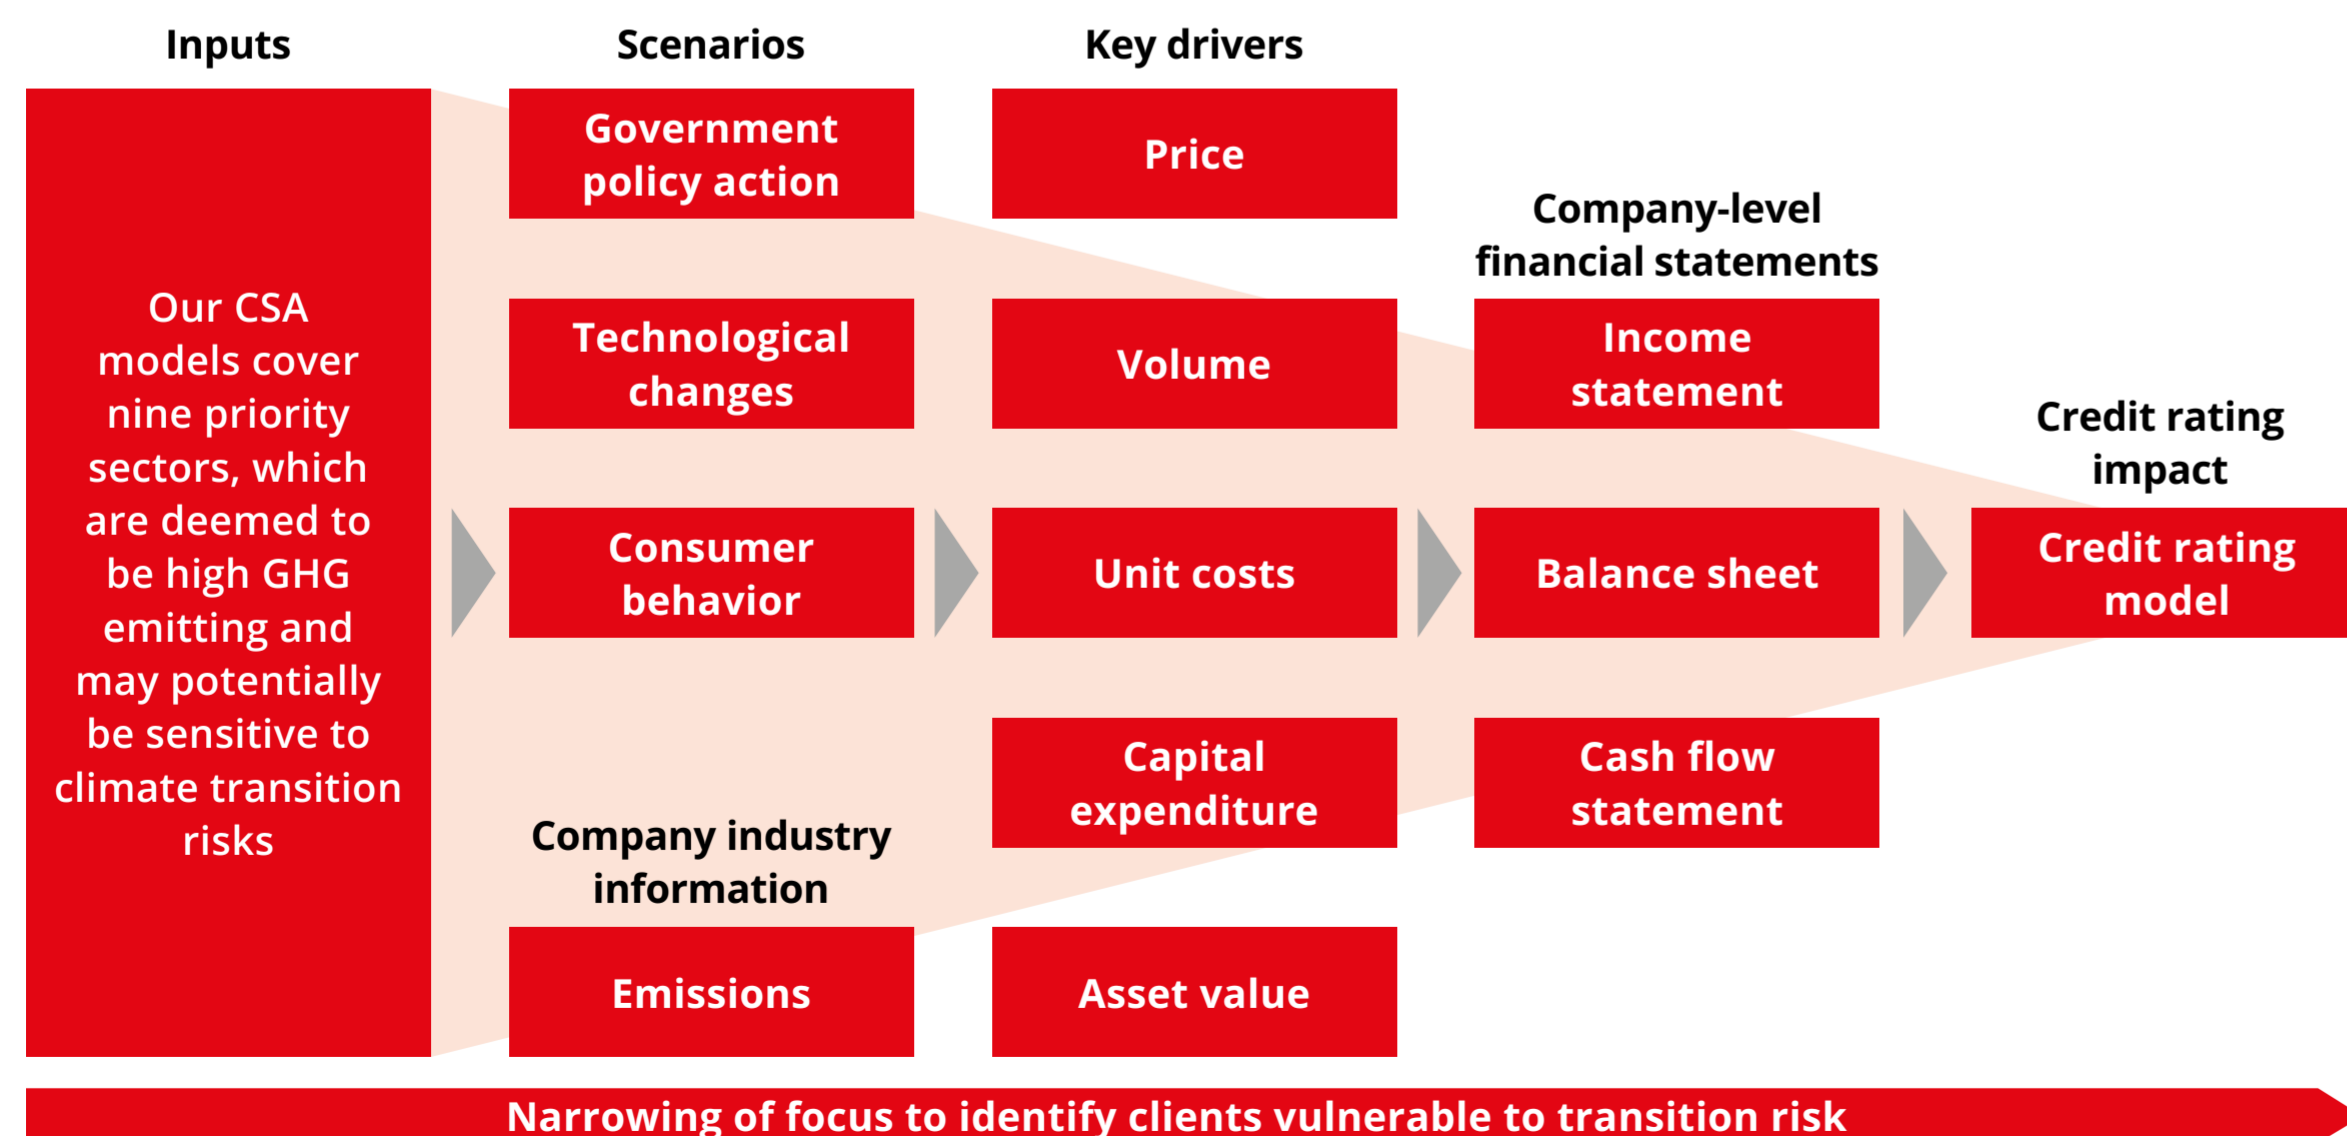 Inputs
Our CSA
models cover
nine priority
sectors, which
are deemed to
be high GHG
emitting and
may potentially
be sensitive to
climate transition
risks
Scenarios
Government
policy action
Technological
changes
Consumer
behavior
Company industry
information
Emissions
Key drivers
Price
Volume
Unit costs
Capital
expenditure
Asset value
Company-level
financial statements
Income
statement
Balance sheet
Cash flow
statement
Credit rating
impact
Credit rating
model
Narrowing of focus to identify clients vulnerable to transition risk